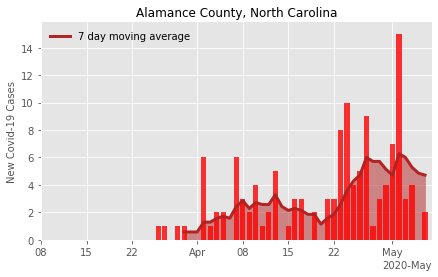 Alamance County, North Carolina
7 day moving average
New Covid-19 Cases
14
12
10
8
6
4
2
0
08 15 22 Apr 08 15 22 May
2020-May